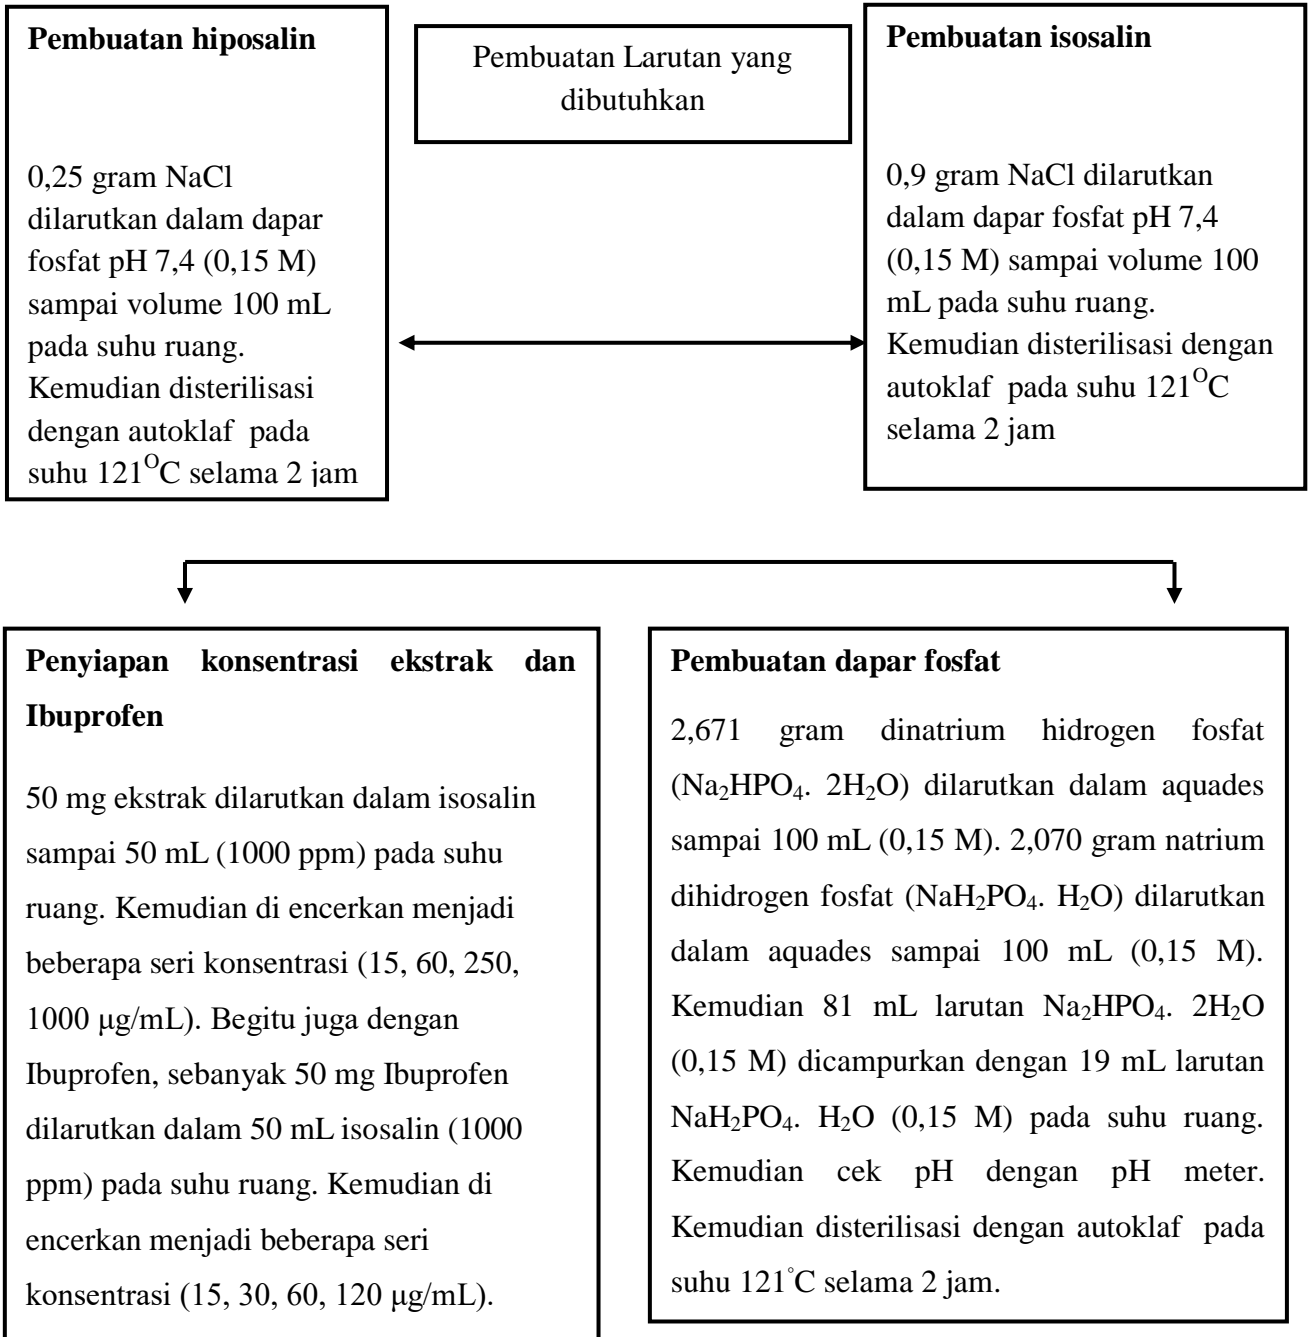 Pembuatan hiposalin
0,25 gram NaCl
dilarutkan dalam dapar
fosfat pH 7,4 (0,15 M)
sampai volume 100 mL
pada suhu ruang.
Kemudian disterilisasi
dengan autoklaf  pada
suhu 121ᴼC selama 2 jam
Pembuatan Larutan yang
dibutuhkan
Pembuatan isosalin
0,9 gram NaCl dilarutkan
dalam dapar fosfat pH 7,4
(0,15 M) sampai volume 100
mL pada suhu ruang.
Kemudian disterilisasi dengan
autoklaf  pada suhu 121ᴼC
selama 2 jam
Penyiapan konsentrasi ekstrak dan
Ibuprofen
50 mg ekstrak dilarutkan dalam isosalin
sampai 50 mL (1000 ppm) pada suhu
ruang. Kemudian di encerkan menjadi
beberapa seri konsentrasi (15, 60, 250,
1000 µg/mL). Begitu juga dengan
Ibuprofen, sebanyak 50 mg Ibuprofen
dilarutkan dalam 50 mL isosalin (1000
ppm) pada suhu ruang. Kemudian di
encerkan menjadi beberapa seri
konsentrasi (15, 30, 60, 120 µg/mL).
Pembuatan dapar fosfat
2,671 gram dinatrium hidrogen fosfat
(Na₂HPO₄. 2H₂O) dilarutkan dalam aquades
sampai 100 mL (0,15 M). 2,070 gram natrium
dihidrogen fosfat (NaH₂PO₄. H₂O) dilarutkan
dalam aquades sampai 100 mL (0,15 M).
Kemudian 81 mL larutan Na₂HPO₄. 2H₂O
(0,15 M) dicampurkan dengan 19 mL larutan
NaH₂PO₄. H₂O (0,15 M) pada suhu ruang.
Kemudian cek pH dengan pH meter.
Kemudian disterilisasi dengan autoklaf  pada
suhu 121°C selama 2 jam.